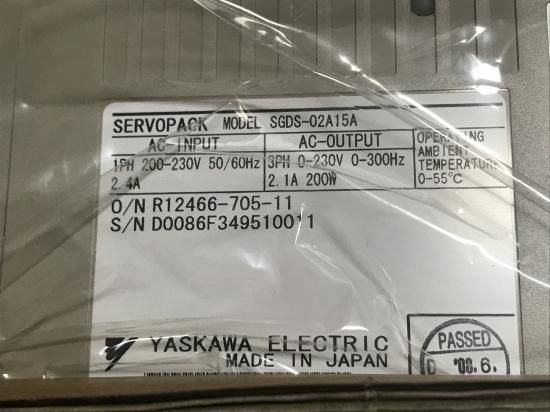 SERVOPACK MODEL SGDS-02A15A
AC-INPUT AC-OUTPUT OPERATING
1PH 200-230V 50/60Hz 3PH 0-230V 0-300Hz AMBIENT
2.4A 2.1A 200W TEMPERATURE
0-55℃
O/N R12466-705-11
S/N D0086F349510011
YASKAWA ELECTRIC
MADE IN JAPAN
PASSED
'08.6.